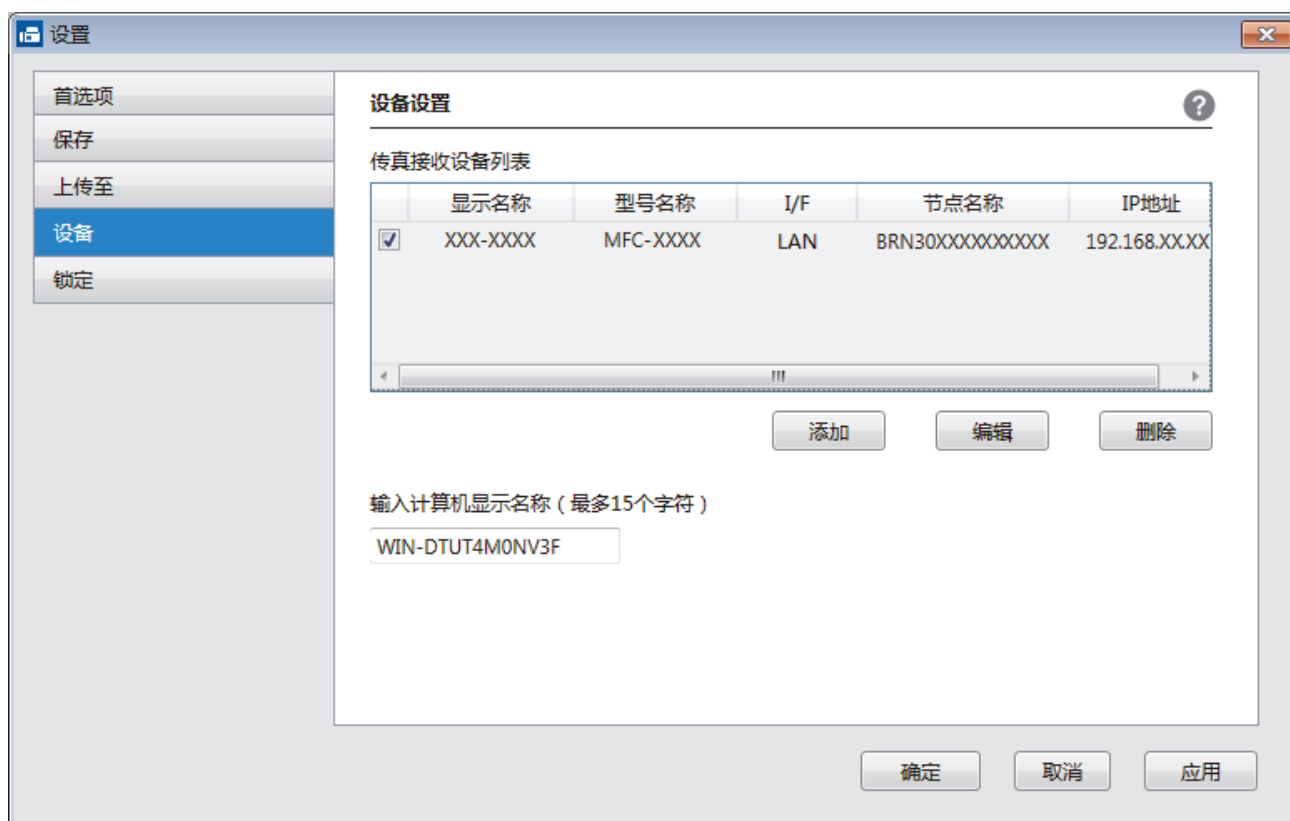 设置
首选项
保存
上传至
设备
锁定
设备设置
?
传真接收设备列表
显示名称 型号名称 I/F 节点名称 IP地址
XXX-XXXX MFC-XXXX LAN BRN30XXXXXXXXXX 192.168.XX.XX
添加 编辑 删除
输入计算机显示名称（最多15个字符）
WIN-DTUT4M0NV3F
确定 取消 应用